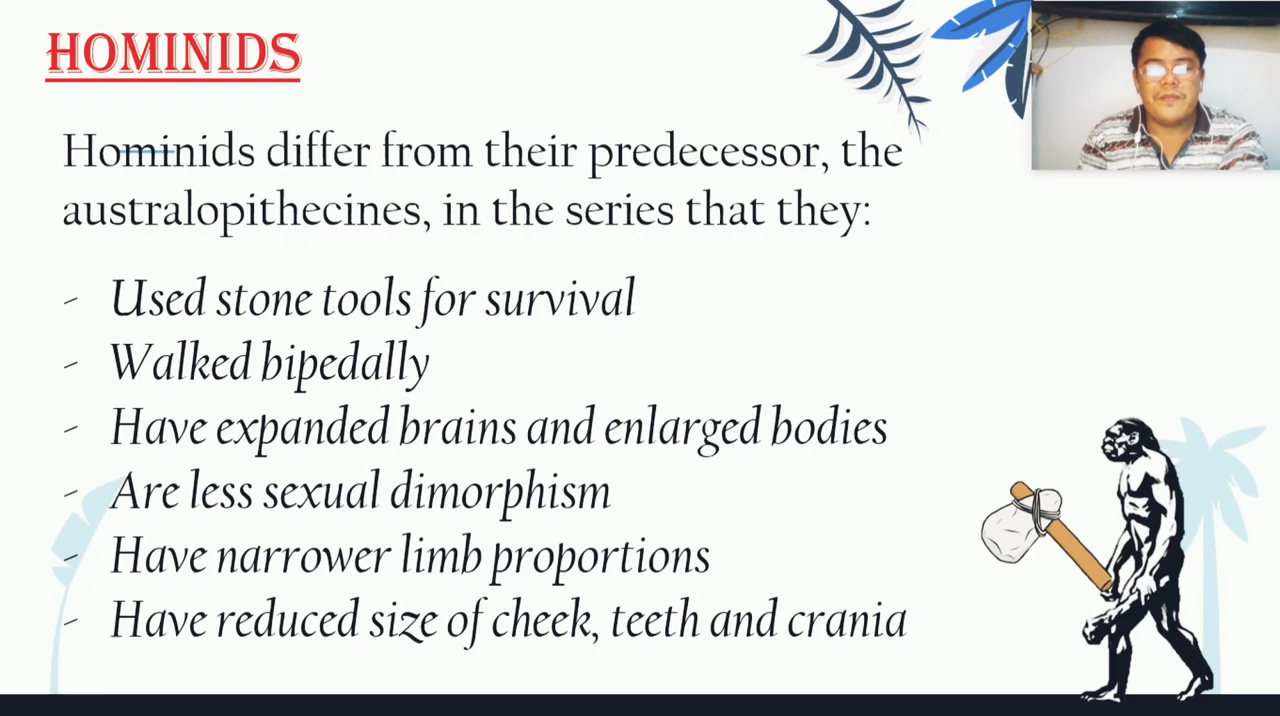 HOMINIDS
Hominids differ from their predecessor, the
australopithecines, in the series that they:
- Used stone tools for survival
- Walked bipedally
- Have expanded brains and enlarged bodies
- Are less sexual dimorphism
- Have narrower limb proportions
- Have reduced size of cheek, teeth and crania